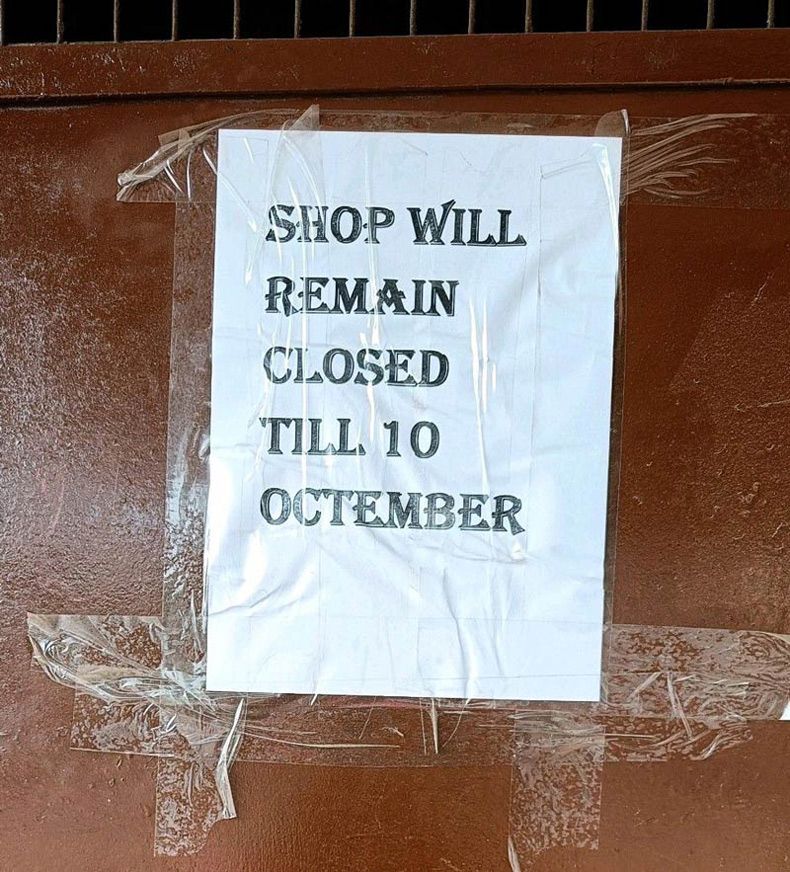 SHOP WILL
REMAIN
CLOSED
TILL 10
OCTEMBER